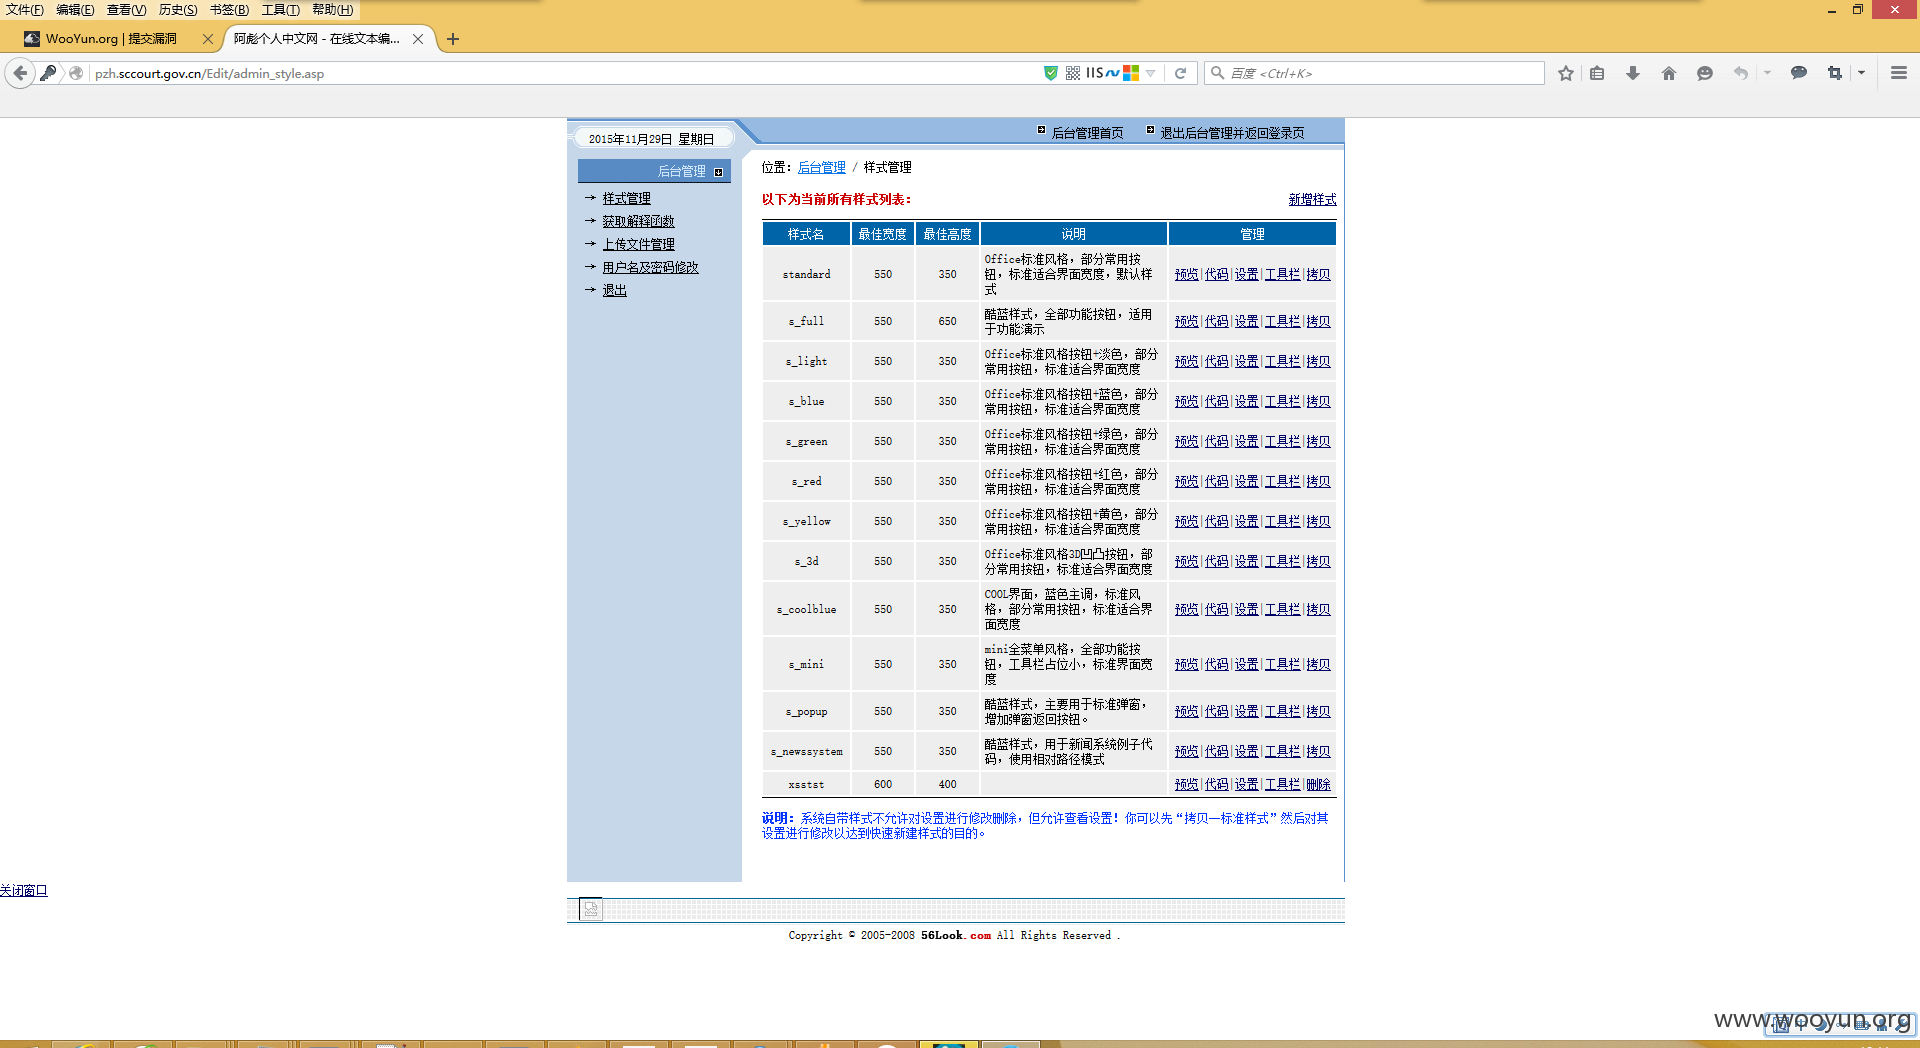 文件(F) 编辑(E) 查看(V) 历史(S) 书签(B) 工具(T) 帮助(H)
WooYun.org | 提交漏洞
阿彪个人中文网 - 在线文本编...
pzh.sccourt.gov.cn/Edit/admin_style.asp
IIS
百度 <Ctrl+K>
2015年11月29日 星期日
后台管理首页 退出后台管理并返回登录页
后台管理
样式管理
获取解释函数
上传文件管理
用户名及密码修改
退出
位置：后台管理 / 样式管理
以下为当前所有样式列表： 新增样式
样式名 最佳宽度 最佳高度 说明 管理
standard 550 350 Office标准风格，部分常用按
钮，标准适合界面宽度，默认样
式 预览|代码|设置|工具栏|拷贝
s_full 550 650 酷蓝样式，全部功能按钮，适用
于功能演示 预览|代码|设置|工具栏|拷贝
s_light 550 350 Office标准风格按钮+淡色，部分
常用按钮，标准适合界面宽度 预览|代码|设置|工具栏|拷贝
s_blue 550 350 Office标准风格按钮+蓝色，部分
常用按钮，标准适合界面宽度 预览|代码|设置|工具栏|拷贝
s_green 550 350 Office标准风格按钮+绿色，部分
常用按钮，标准适合界面宽度 预览|代码|设置|工具栏|拷贝
s_red 550 350 Office标准风格按钮+红色，部分
常用按钮，标准适合界面宽度 预览|代码|设置|工具栏|拷贝
s_yellow 550 350 Office标准风格按钮+黄色，部分
常用按钮，标准适合界面宽度 预览|代码|设置|工具栏|拷贝
s_3d 550 350 Office标准风格3D凹凸按钮，部
分常用按钮，标准适合界面宽度 预览|代码|设置|工具栏|拷贝
s_coolblue 550 350 COOL界面，蓝色主调，标准风
格，部分常用按钮，标准适合界
面宽度 预览|代码|设置|工具栏|拷贝
s_mini 550 350 mini全菜单风格，全部功能按
钮，工具栏占位小，标准界面宽
度 预览|代码|设置|工具栏|拷贝
s_popup 550 350 酷蓝样式，主要用于标准弹窗，
增加弹窗返回按钮。 预览|代码|设置|工具栏|拷贝
s_newssystem 550 350 酷蓝样式，用于新闻系统例子代
码，使用相对路径模式 预览|代码|设置|工具栏|拷贝
xsstst 600 400 预览|代码|设置|工具栏|删除
说明：系统自带样式不允许对设置进行修改删除，但允许查看设置！你可以先“拷贝一标准样式”然后对其
设置进行修改以达到快速新建样式的目的。
关闭窗口
Copyright © 2005-2008 56Look.com All Rights Reserved .
www.wooyun.org